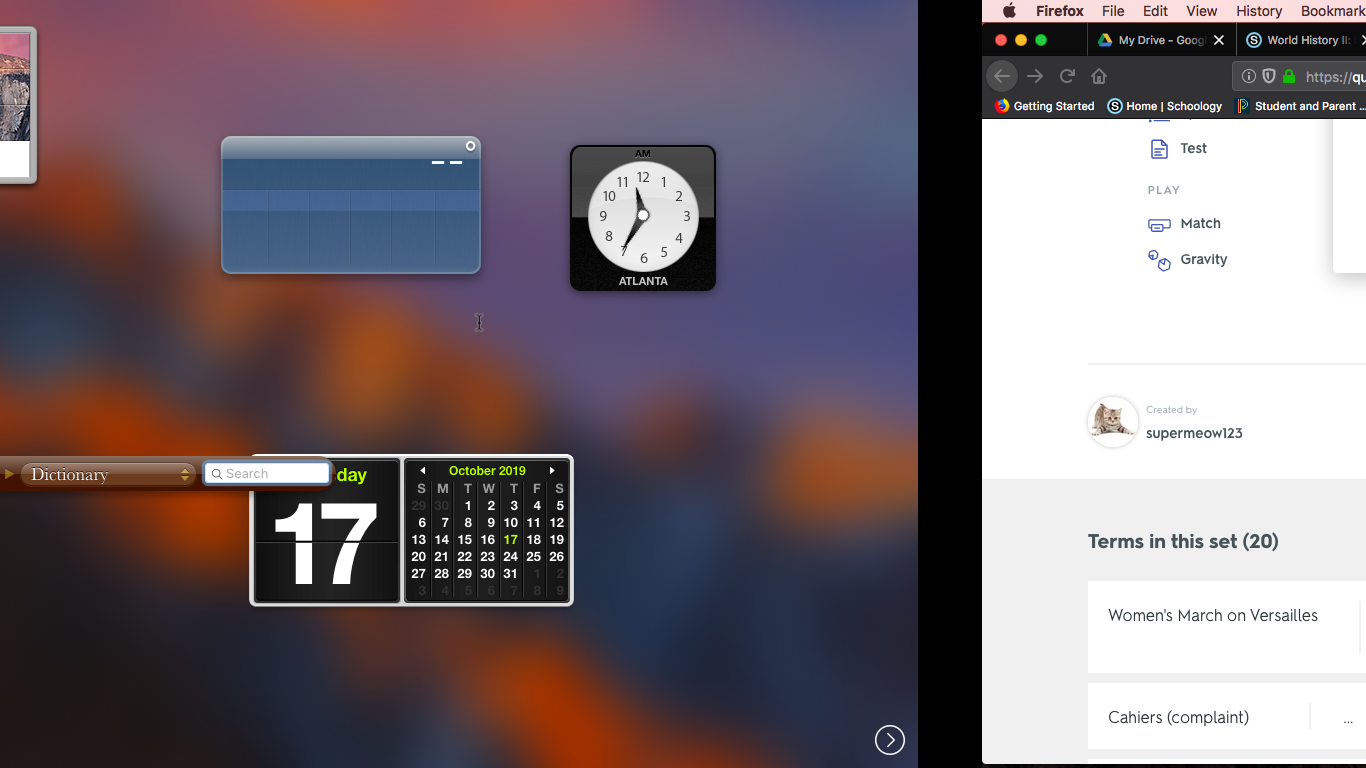 AM
12
11 1
10 2
9 3
8 4
7 5
6
ATLANTA
Dictionary
Search
day
17
October 2019
S M T W T F S
29 30 1 2 3 4 5
6 7 8 9 10 11 12
13 14 15 16 17 18 19
20 21 22 23 24 25 26
27 28 29 30 31 1 2
3 4 5 6 7 8 9
Firefox File Edit View History Bookmark
My Drive - Goog
World History II:
https://qu
Getting Started
Home | Schoology
Student and Parent ...
Test
PLAY
Match
Gravity
Created by
supermeow123
Terms in this set (20)
Women's March on Versailles
Cahiers (complaint) ...